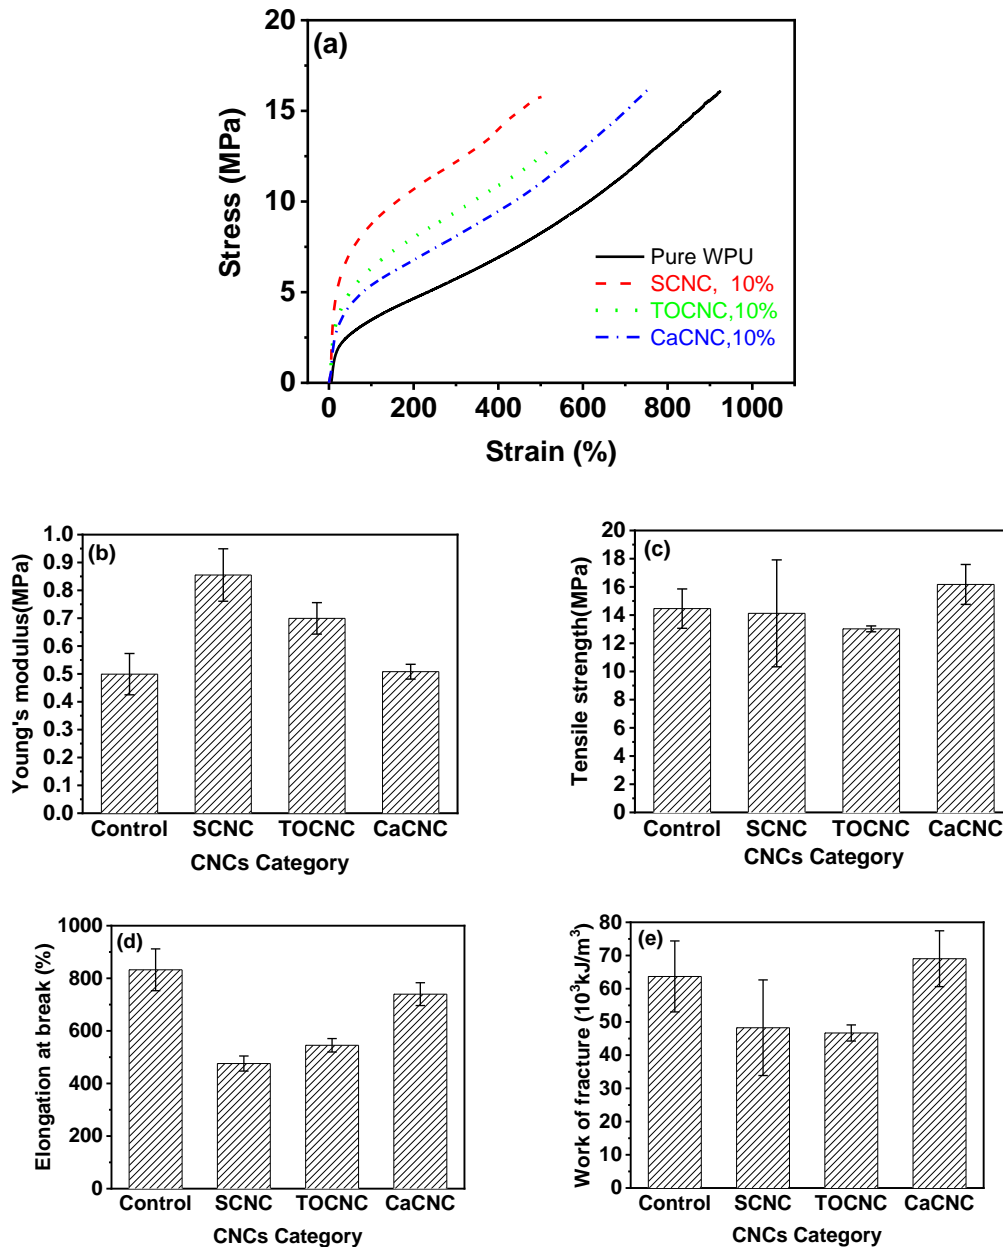 (a)
20
15
10
5
0
Stress (MPa)
Pure WPU
SCNC, 10%
TOCNC,10%
CaCNC,10%
0 200 400 600 800 1000
Strain (%)
(b)
1.0
0.9
0.8
0.7
0.6
0.5
0.4
0.3
0.2
0.1
0.0
Young's modulus(MPa)
Control SCNC TOCNC CaCNC
CNCs Category
(c)
20
18
16
14
12
10
8
6
4
2
0
Tensile strength(MPa)
Control SCNC TOCNC CaCNC
CNCs Category
(d)
1000
800
600
400
200
0
Elongation at break (%)
Control SCNC TOCNC CaCNC
CNCs Category
(e)
80
70
60
50
40
30
20
10
0
Work of fracture (10³kJ/m³)
Control SCNC TOCNC CaCNC
CNCs Category